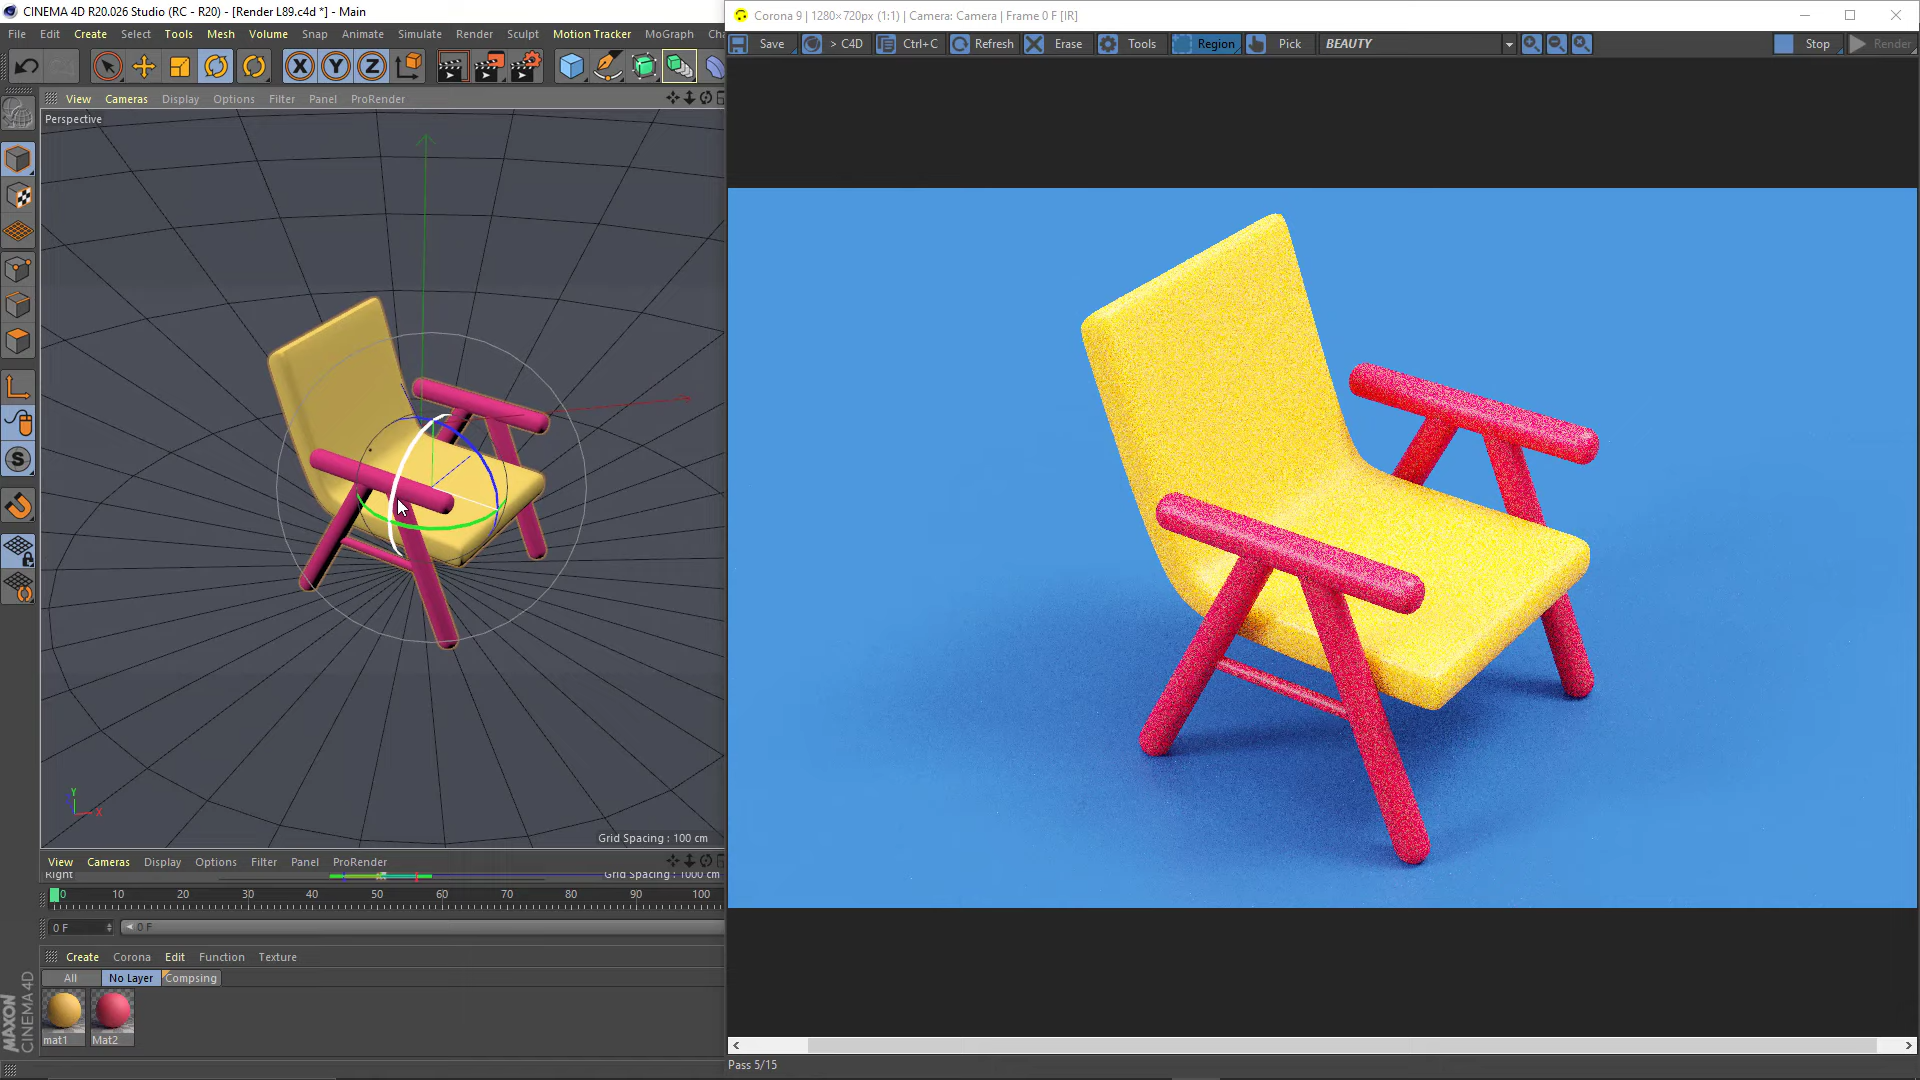 CINEMA 4D R20.026 Studio (RC - R20) - [Render L89.c4d *] - Main
File Edit Create Select Tools Mesh Volume Snap Animate Simulate Render Sculpt Motion Tracker MoGraph
View Cameras Display Options Filter Panel ProRender
Perspective
Y
X
Grid Spacing : 100 cm
View Cameras Display Options Filter Panel ProRender
Right
Grid Spacing : 1000 cm
0 10 20 30 40 50 60 70 80 90 100
0 F
0 F
Create Corona Edit Function Texture
All No Layer Compsing
mat1 Mat2
MAXON
CINEMA 4D
Corona 9 | 1280×720px (1:1) | Camera: Camera | Frame 0 F [IR]
Save > C4D Ctrl+C Refresh Erase Tools Region Pick BEAUTY Stop Render
Pass 5/15